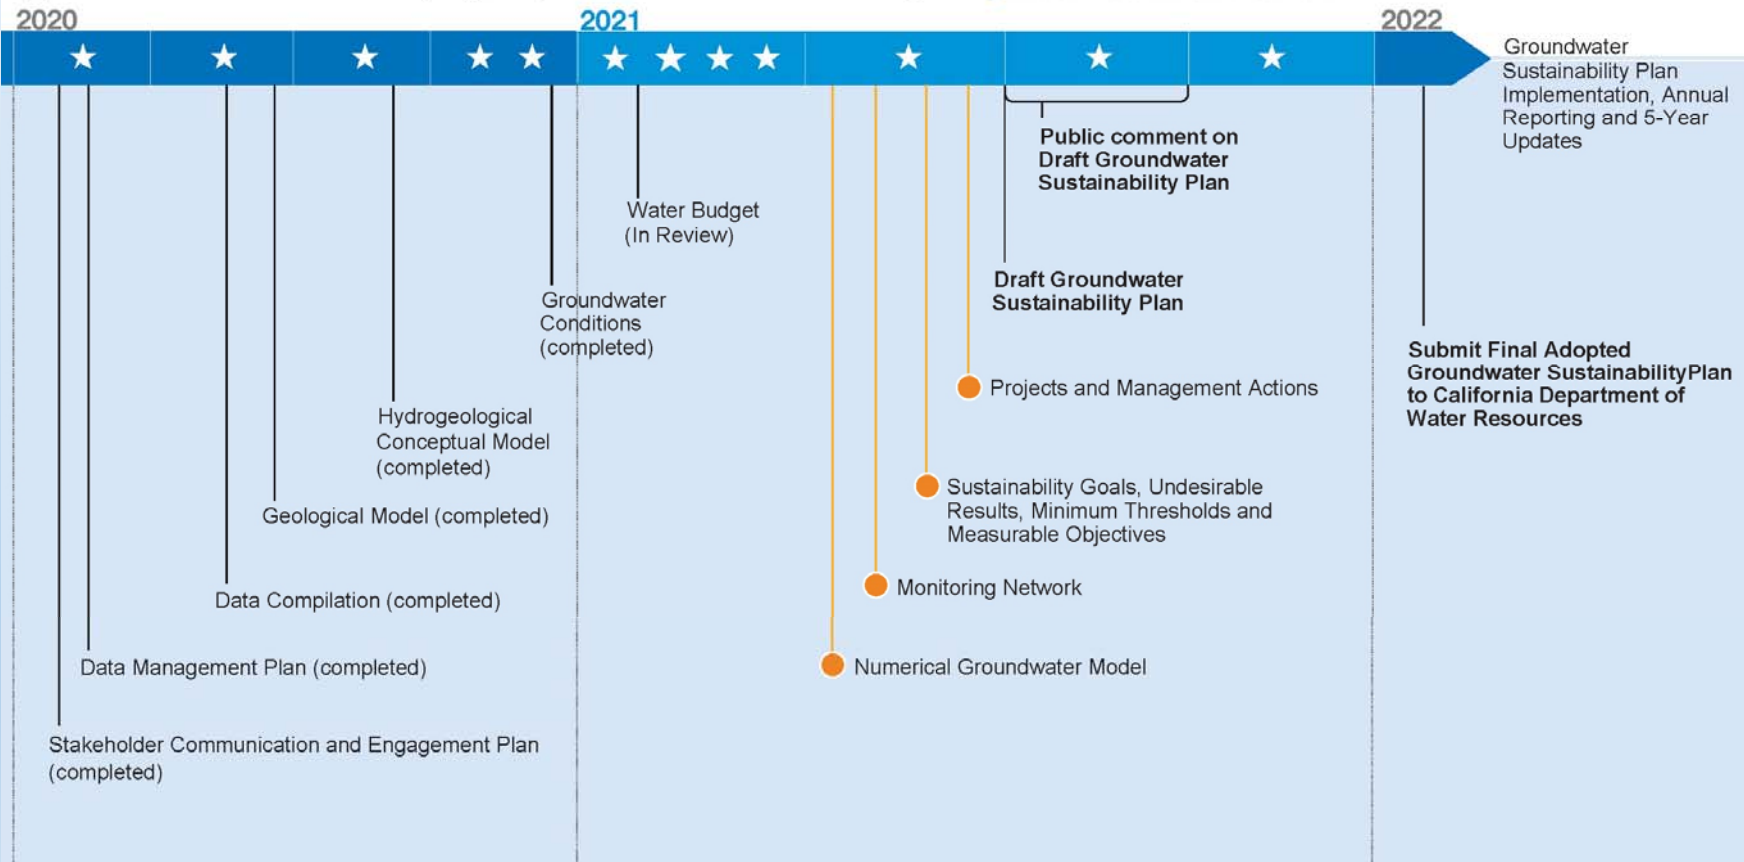 2020
2021
2022
Groundwater
Sustainability Plan
Implementation, Annual
Reporting and 5-Year
Updates
Public comment on
Draft Groundwater
Sustainability Plan
Water Budget
(In Review)
Draft Groundwater
Sustainability Plan
Groundwater
Conditions
(completed)
Submit Final Adopted
Groundwater SustainabilityPlan
to California Department of
Water Resources
Projects and Management Actions
Hydrogeological
Conceptual Model
(completed)
Sustainability Goals, Undesirable
Results, Minimum Thresholds and
Measurable Objectives
Geological Model (completed)
Monitoring Network
Data Compilation (completed)
Data Management Plan (completed)
Numerical Groundwater Model
Stakeholder Communication and Engagement Plan
(completed)